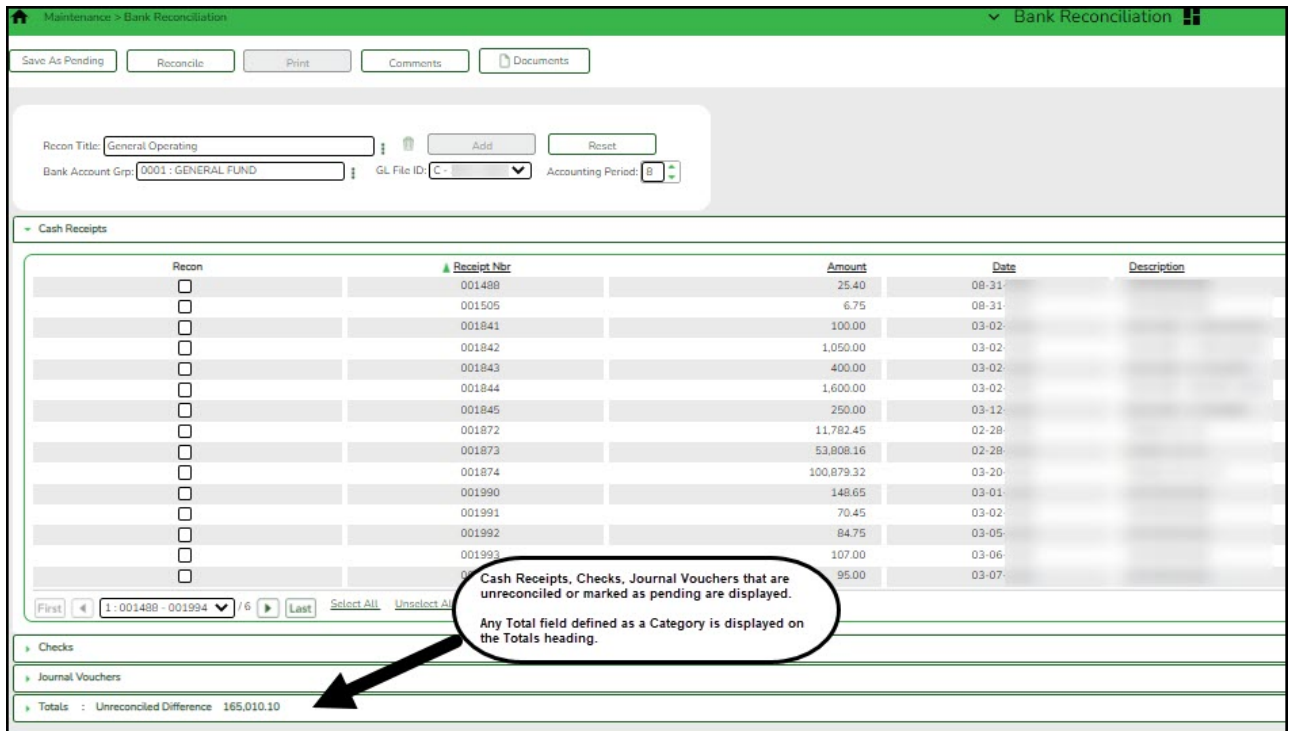 Maintenance > Bank Reconciliation
Bank Reconciliation
Save As Pending Reconcile Print Comments Documents
Recon Title: General Operating Add Reset
Bank Account Grp: 0001 : GENERAL FUND GL File ID: C - Accounting Period: 8
Cash Receipts
Recon Receipt Nbr Amount Date Description
001488 25.40 08-31-
001505 6.75 08-31-
001841 100.00 03-02-
001842 1,050.00 03-02-
001843 400.00 03-02-
001844 1,600.00 03-02-
001845 250.00 03-12-
001872 11,782.45 02-28-
001873 53,808.16 02-28-
001874 100,879.32 03-20-
001990 148.65 03-01-
001991 70.45 03-02-
001992 84.75 03-05-
001993 107.00 03-06-
95.00 03-07-
First 1 : 001488 - 001994 / 6 Last Select All Unselect
Cash Receipts, Checks, Journal Vouchers that are
unreconciled or marked as pending are displayed.
Any Total field defined as a Category is displayed on
the Totals heading.
Checks
Journal Vouchers
Totals : Unreconciled Difference 165,010.10